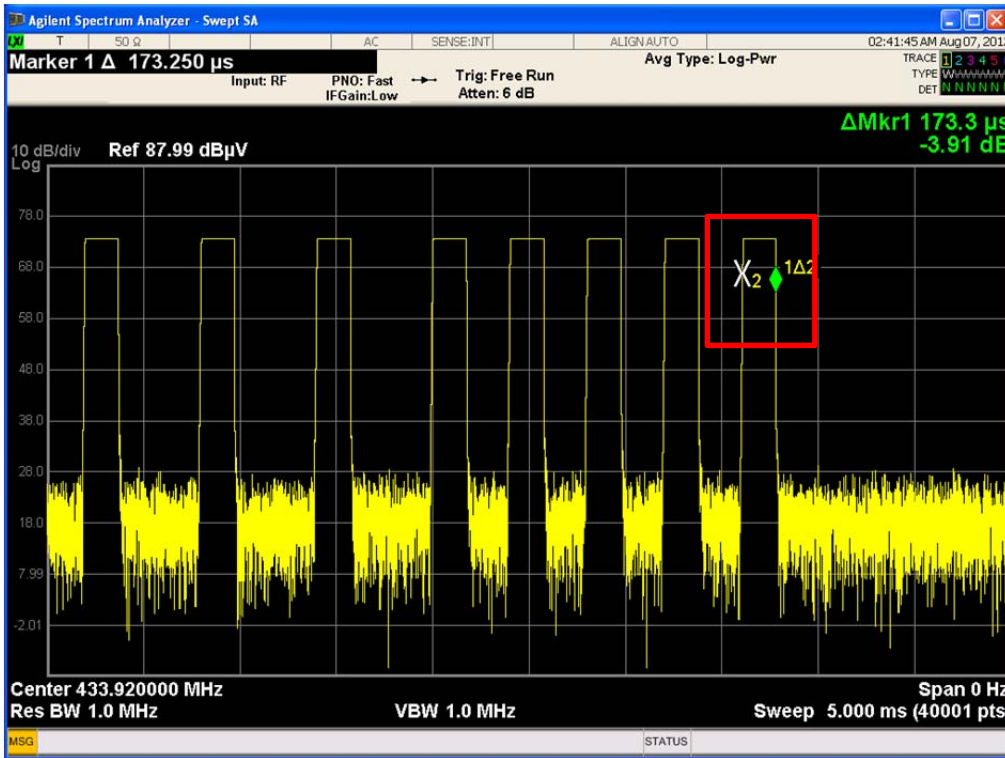 Agilent Spectrum Analyzer - Swept SA
LXI T 50 Ω AC SENSE:INT ALIGN AUTO 02:41:45 AM Aug 07, 201
Marker 1 Δ 173.250 µs
Input: RF
PNO: Fast
IFGain:Low
Trig: Free Run
Atten: 6 dB
Avg Type: Log-Pwr
TRACE 1 2 3 4 5
TYPE
DET N N N N N
ΔMkr1 173.3 µs
-3.91 dB
10 dB/div
Log
Ref 87.99 dBµV
78.0
68.0
58.0
48.0
38.0
28.0
18.0
7.99
-2.01
X2
1Δ2
Center 433.920000 MHz
Span 0 Hz
Res BW 1.0 MHz
VBW 1.0 MHz
Sweep 5.000 ms (40001 pts
MSG
STATUS